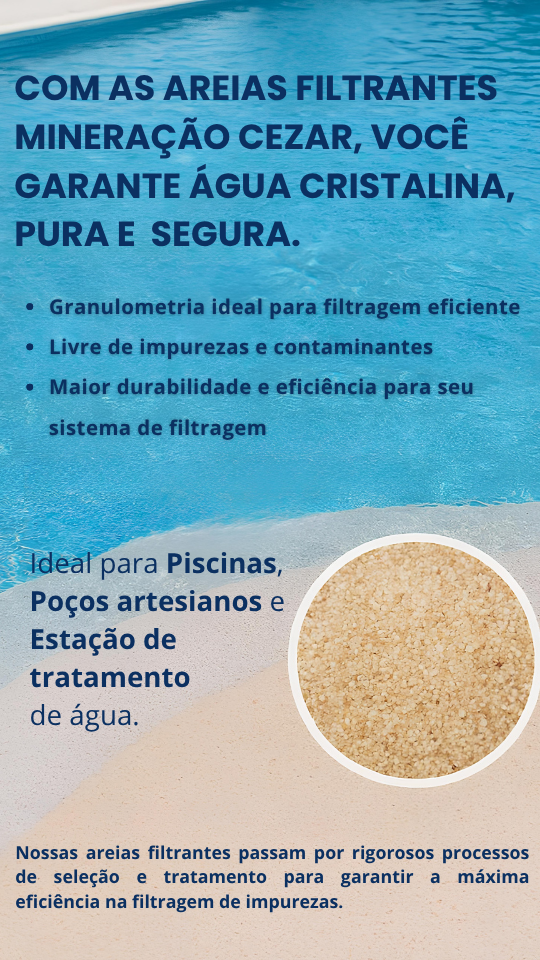 COM AS AREIAS FILTRANTES
MINERAÇÃO CEZAR, VOCÊ
GARANTE ÁGUA CRISTALINA,
PURA E SEGURA.
• Granulometria ideal para filtragem eficiente
• Livre de impurezas e contaminantes
• Maior durabilidade e eficiência para seu
sistema de filtragem
Ideal para Piscinas,
Poços artesianos e
Estação de
tratamento
de água.
Nossas areias filtrantes passam por rigorosos processos
de seleção e tratamento para garantir a máxima
eficiência na filtragem de impurezas.